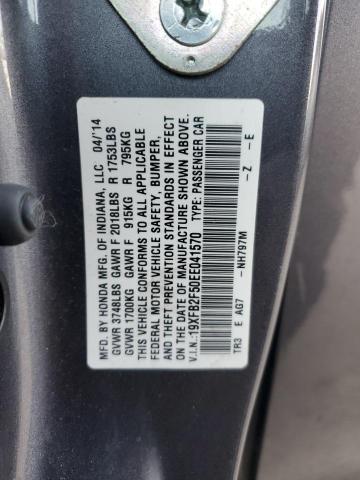 MFD. BY HONDA MFG. OF INDIANA, LLC 04/'14
GVWR 3748LBS GAWR F 2018LBS R 1753LBS
GVWR 1700KG GAWR F 915KG R 795KG
THIS VEHICLE CONFORMS TO ALL APPLICABLE
FEDERAL MOTOR VEHICLE SAFETY, BUMPER,
AND THEFT PREVENTION STANDARDS IN EFFECT
ON THE DATE OF MANUFACTURE SHOWN ABOVE.
V.I.N.: 19XFB2F50EE041570 TYPE: PASSENGER CAR
NH797M - Z - E
TR3 E AG7